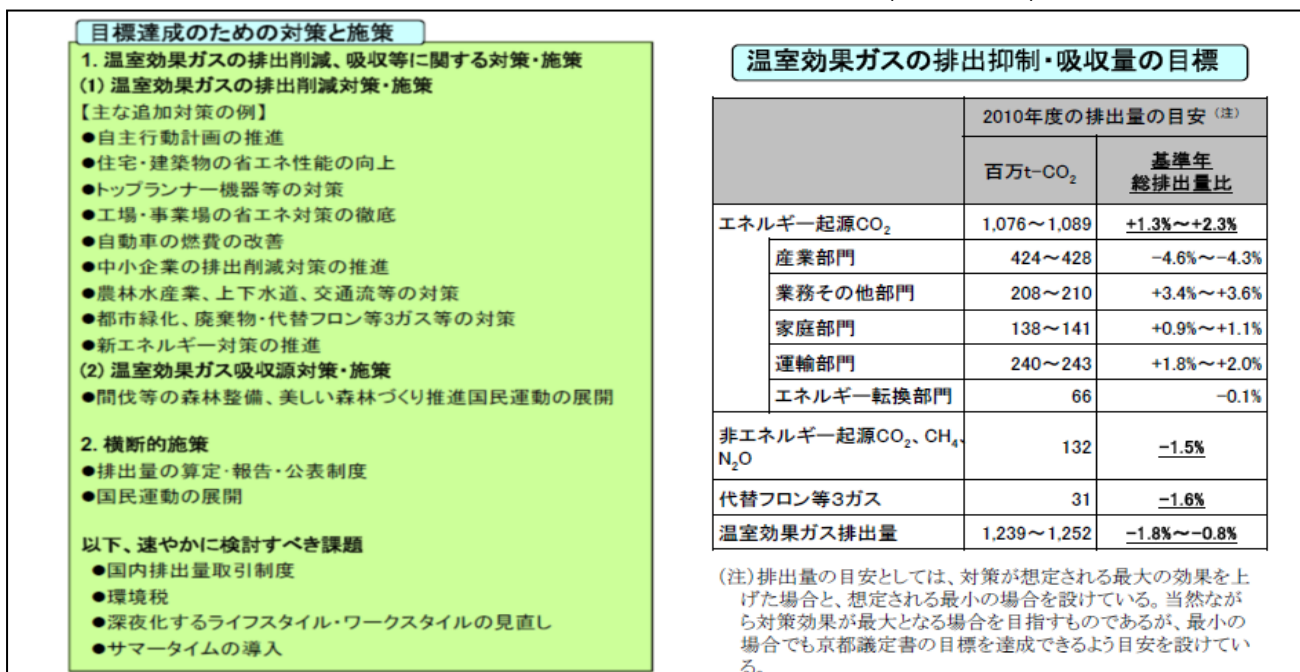 目標達成のための対策と施策
1. 温室効果ガスの排出削減、吸収等に関する対策・施策
(1) 温室効果ガスの排出削減対策・施策
【主な追加対策の例】
●自主行動計画の推進
●住宅・建築物の省エネ性能の向上
●トップランナー機器等の対策
●工場・事業場の省エネ対策の徹底
●自動車の燃費の改善
●中小企業の排出削減対策の推進
●農林水産業、上下水道、交通流等の対策
●都市緑化、廃棄物・代替フロン等3ガス等の対策
●新エネルギー対策の推進
(2) 温室効果ガス吸収源対策・施策
●間伐等の森林整備、美しい森林づくり推進国民運動の展開
2. 横断的施策
●排出量の算定・報告・公表制度
●国民運動の展開
以下、速やかに検討すべき課題
●国内排出量取引制度
●環境税
●深夜化するライフスタイル・ワークスタイルの見直し
●サマータイムの導入
温室効果ガスの排出抑制・吸収量の目標
2010年度の排出量の目安(注)
百万t-CO2 基準年
総排出量比
エネルギー起源CO2 1,076～1,089 +1.3%～+2.3%
産業部門 424～428 -4.6%～-4.3%
業務その他部門 208～210 +3.4%～+3.6%
家庭部門 138～141 +0.9%～+1.1%
運輸部門 240～243 +1.8%～+2.0%
エネルギー転換部門 66 -0.1%
非エネルギー起源CO2、CH4、
N2O 132 -1.5%
代替フロン等3ガス 31 -1.6%
温室効果ガス排出量 1,239～1,252 -1.8%～-0.8%
(注)排出量の目安としては、対策が想定される最大の効果を上
げた場合と、想定される最小の場合を設けている。当然なが
ら対策効果が最大となる場合を目指すものであるが、最小の
場合でも京都議定書の目標を達成できるよう目安を設けてい
る。